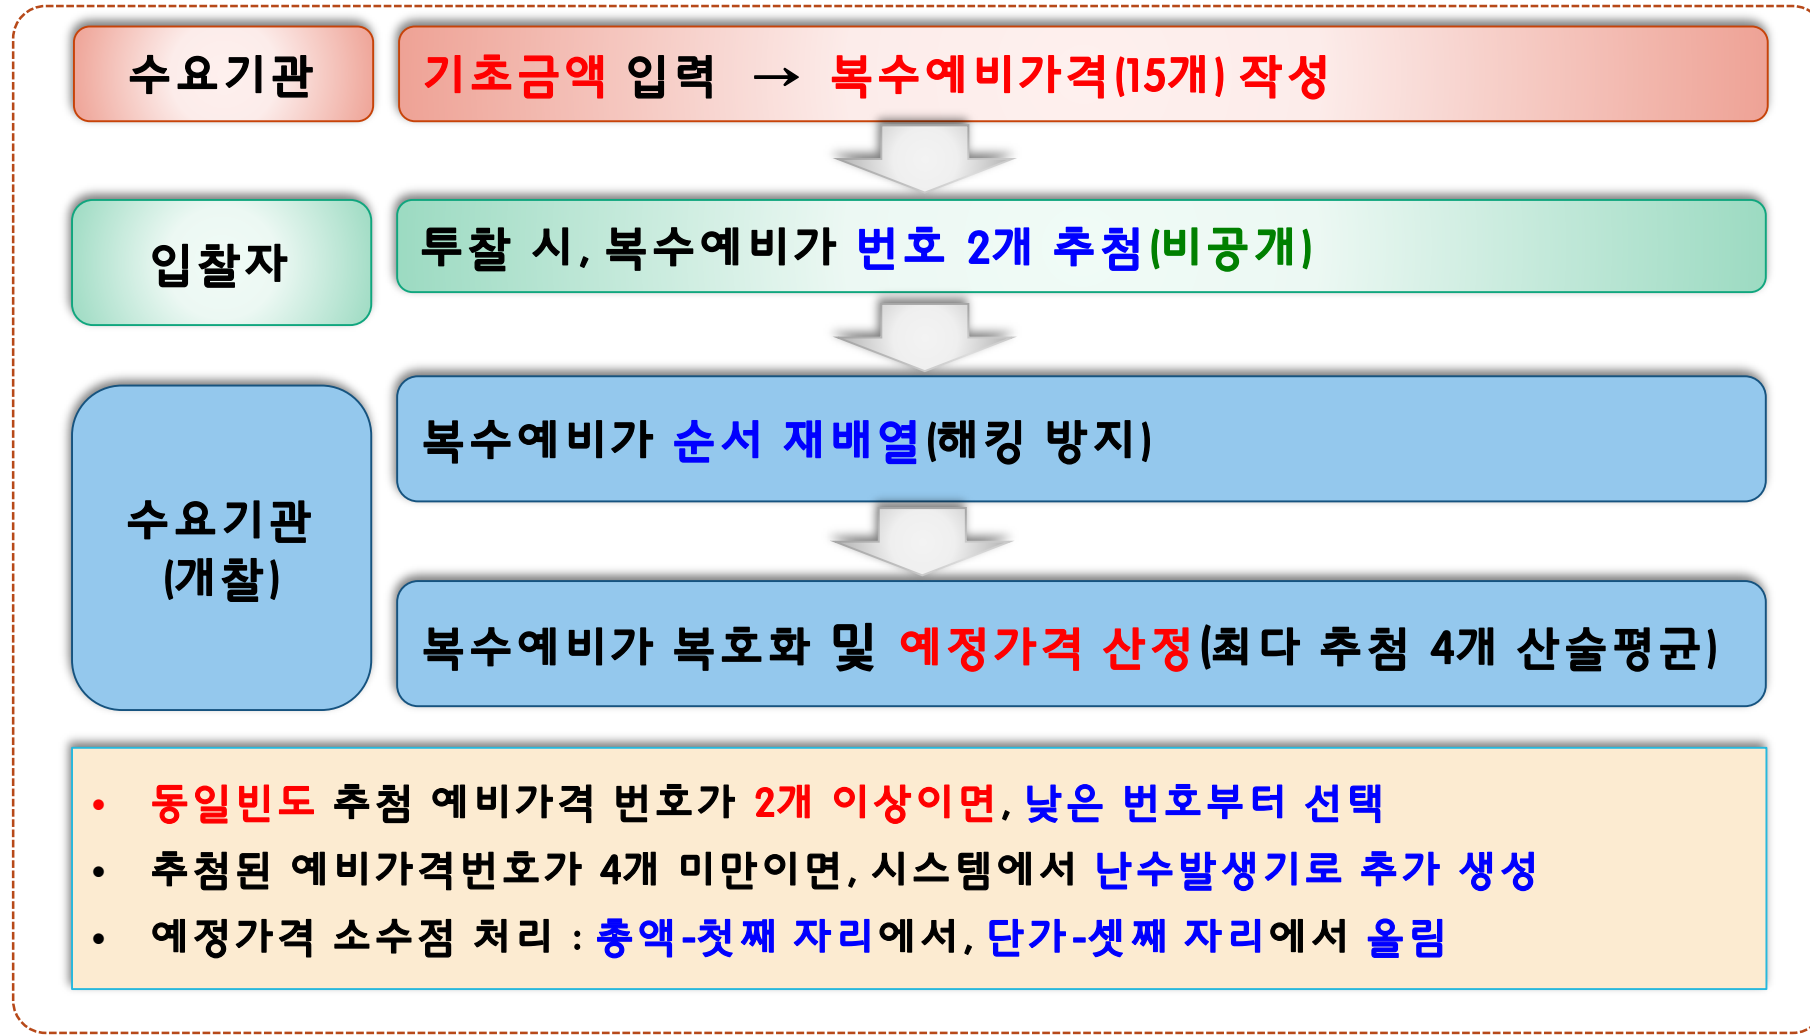 수요기관
기초금액 입력 → 복수예비가격(15개) 작성
입찰자
투찰 시, 복수예비가 번호 2개 추첨(비공개)
수요기관
(개찰)
복수예비가 순서 재배열(해킹 방지)
복수예비가 복호화 및 예정가격 산정(최다 추첨 4개 산술평균)
• 동일빈도 추첨 예비가격 번호가 2개 이상이면, 낮은 번호부터 선택
• 추첨된 예비가격번호가 4개 미만이면, 시스템에서 난수발생기로 추가 생성
• 예정가격 소수점 처리 : 총액-첫째 자리에서, 단가-셋째 자리에서 올림